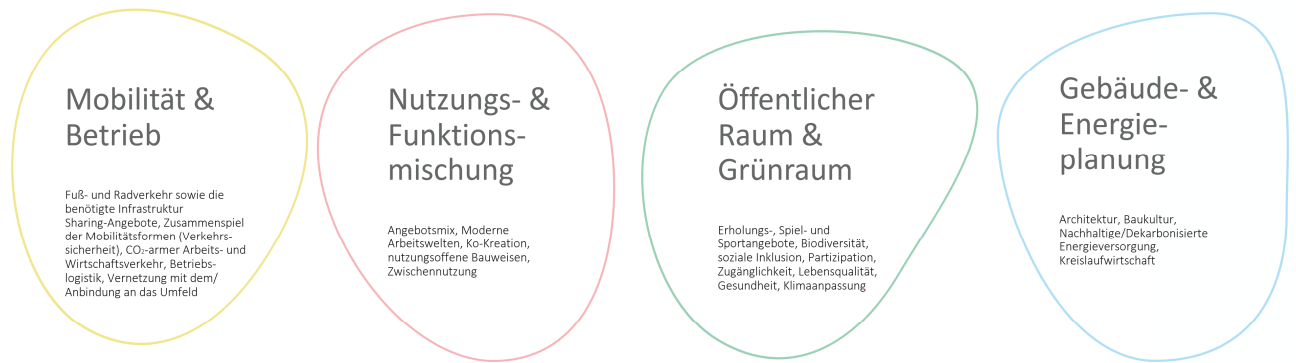 Mobilität &
Betrieb
Fuß- und Radverkehr sowie die
benötigte Infrastruktur
Sharing-Angebote, Zusammenspiel
der Mobilitätsformen (Verkehrs-
sicherheit), CO₂-armer Arbeits- und
Wirtschaftsverkehr, Betriebs-
logistik, Vernetzung mit dem/
Anbindung an das Umfeld
Nutzungs- &
Funktions-
mischung
Angebotsmix, Moderne
Arbeitswelten, Ko-Kreation,
nutzungsoffene Bauweisen,
Zwischennutzung
Öffentlicher
Raum &
Grünraum
Erholungs-, Spiel- und
Sportangebote, Biodiversität,
soziale Inklusion, Partizipation,
Zugänglichkeit, Lebensqualität,
Gesundheit, Klimaanpassung
Gebäude- &
Energie-
planung
Architektur, Baukultur,
Nachhaltige/Dekarbonisierte
Energieversorgung,
Kreislaufwirtschaft